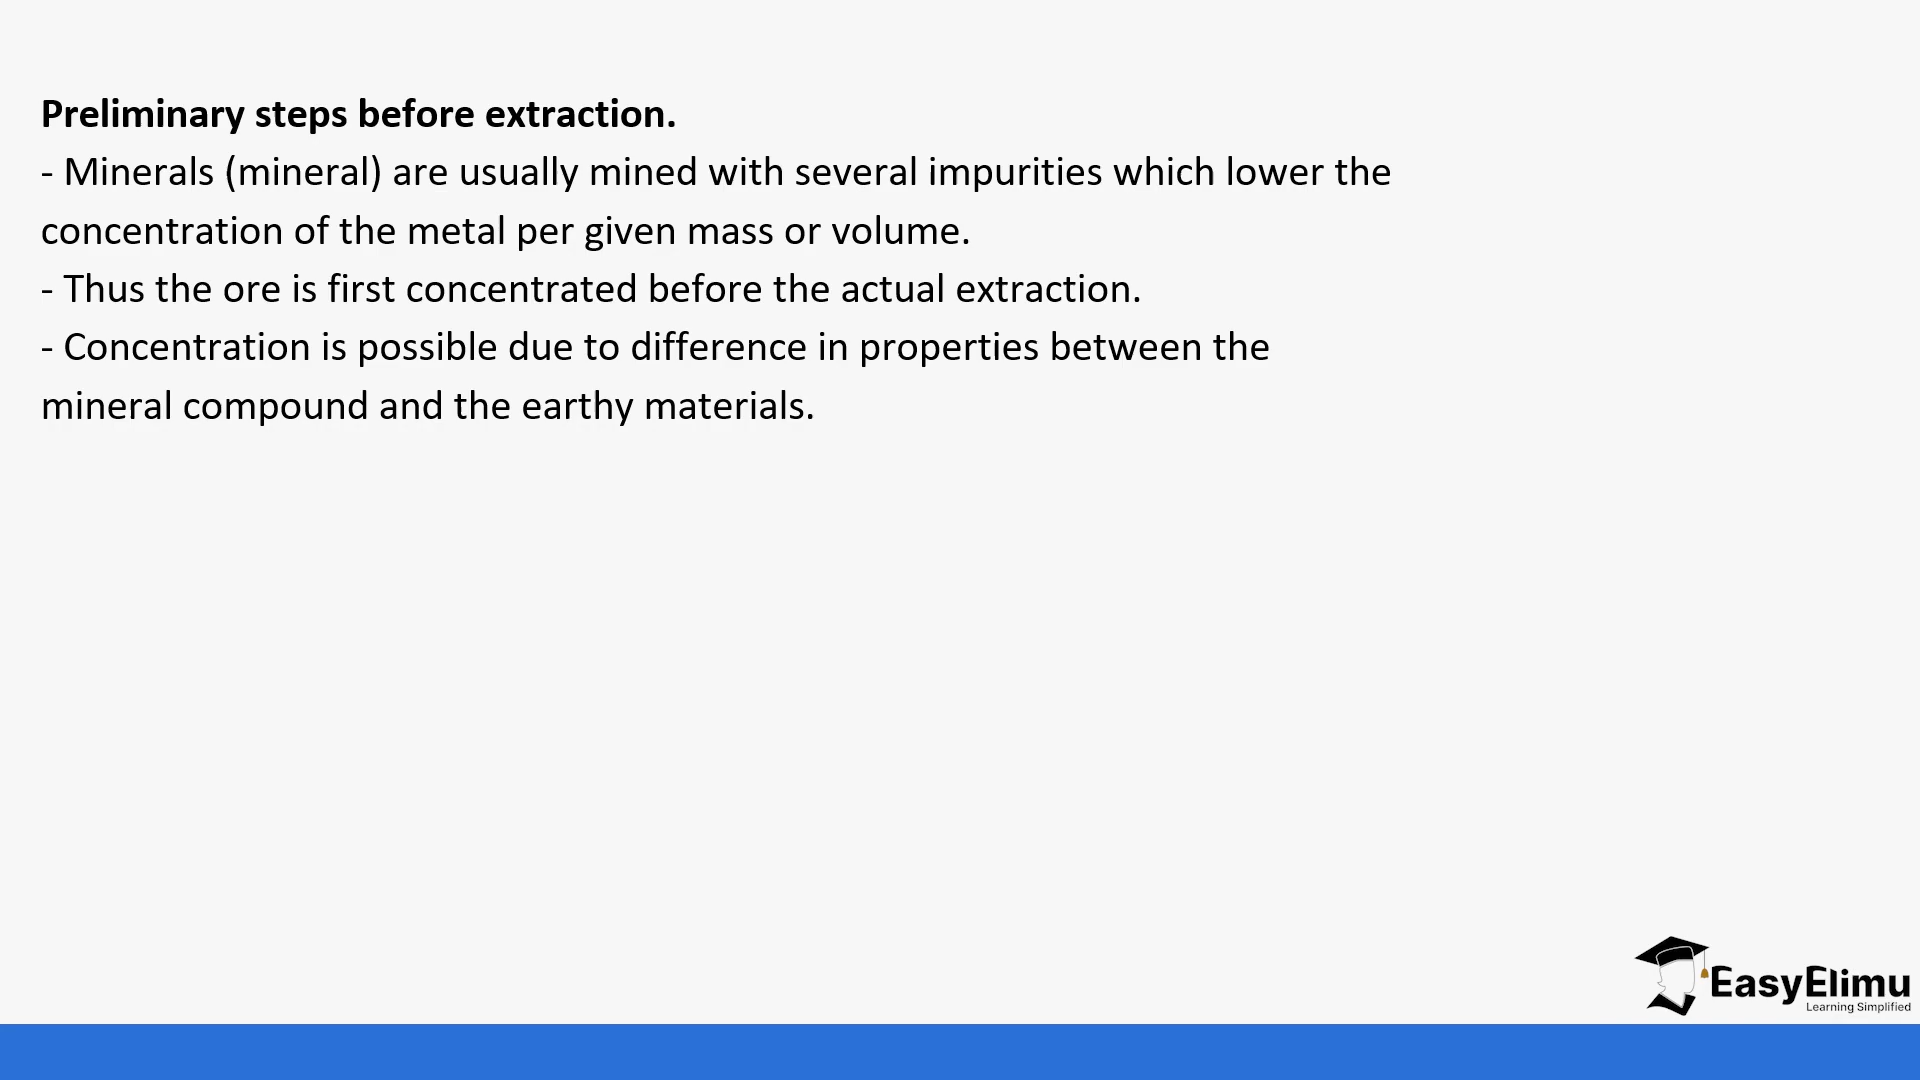 Preliminary steps before extraction.
- Minerals (mineral) are usually mined with several impurities which lower the
concentration of the metal per given mass or volume.
- Thus the ore is first concentrated before the actual extraction.
- Concentration is possible due to difference in properties between the
mineral compound and the earthy materials.
EasyElimu
Learning Simplified